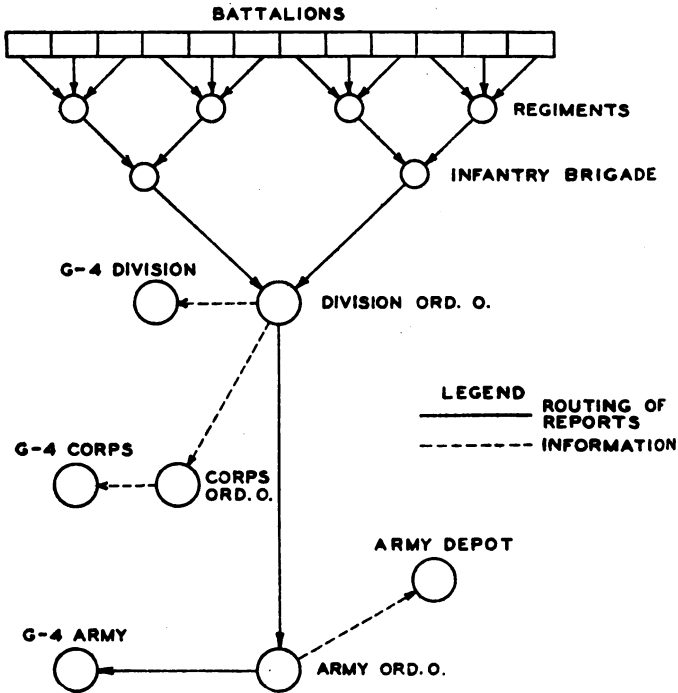 BATTALIONS
REGIMENTS
INFANTRY BRIGADE
G-4 DIVISION
DIVISION ORD. O.
LEGEND
ROUTING OF
REPORTS
INFORMATION
G-4 CORPS
CORPS
ORD. O.
ARMY DEPOT
G-4 ARMY
ARMY ORD. O.